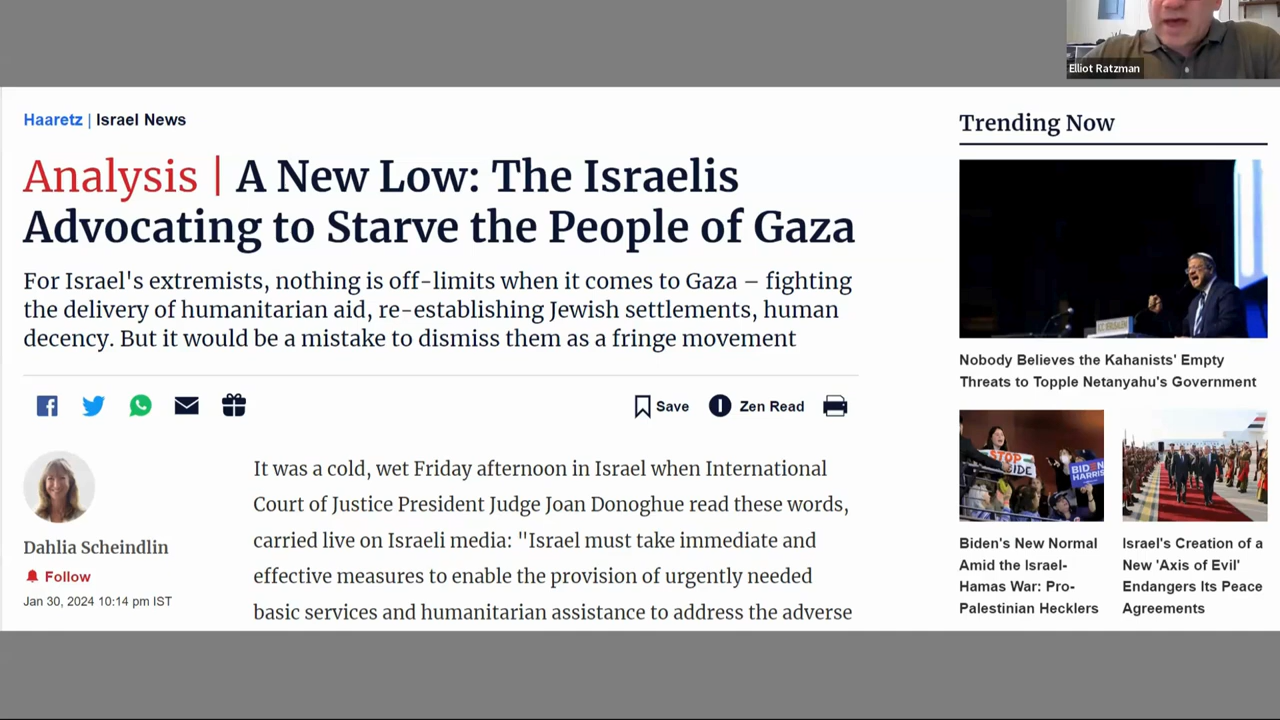 Elliot Ratzman
Haaretz | Israel News
Analysis | A New Low: The Israelis
Advocating to Starve the People of Gaza
For Israel's extremists, nothing is off-limits when it comes to Gaza – fighting
the delivery of humanitarian aid, re-establishing Jewish settlements, human
decency. But it would be a mistake to dismiss them as a fringe movement
Save
Zen Read
Dahlia Scheindlin
Follow
Jan 30, 2024 10:14 pm IST
It was a cold, wet Friday afternoon in Israel when International
Court of Justice President Judge Joan Donoghue read these words,
carried live on Israeli media: "Israel must take immediate and
effective measures to enable the provision of urgently needed
basic services and humanitarian assistance to address the adverse
Trending Now
Nobody Believes the Kahanists' Empty
Threats to Topple Netanyahu's Government
STOP
BIDEN
HARRIS
Biden's New Normal
Amid the Israel-
Hamas War: Pro-
Palestinian Hecklers
Israel's Creation of a
New 'Axis of Evil'
Endangers Its Peace
Agreements